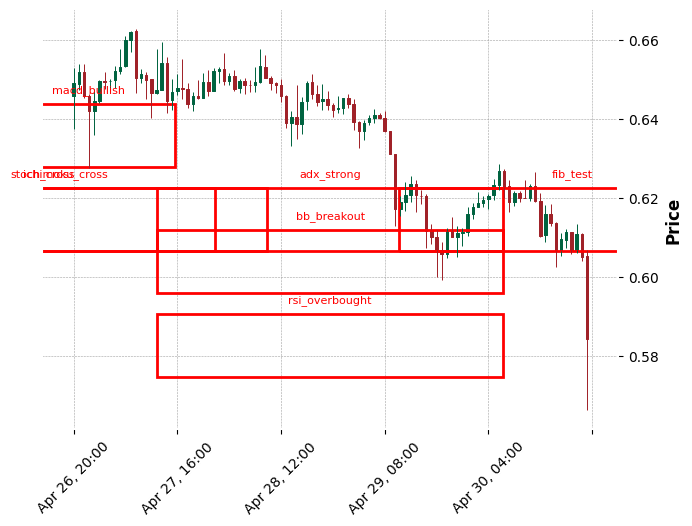 0.66
macd_bullish
0.64
ichimoku_cross
adx_strong
fib_test
0.62
bb_breakout
Price
0.60
rsi_overbought
0.58
Apr 26, 20:00
Apr 27, 16:00
Apr 28, 12:00
Apr 29, 08:00
Apr 30, 04:00